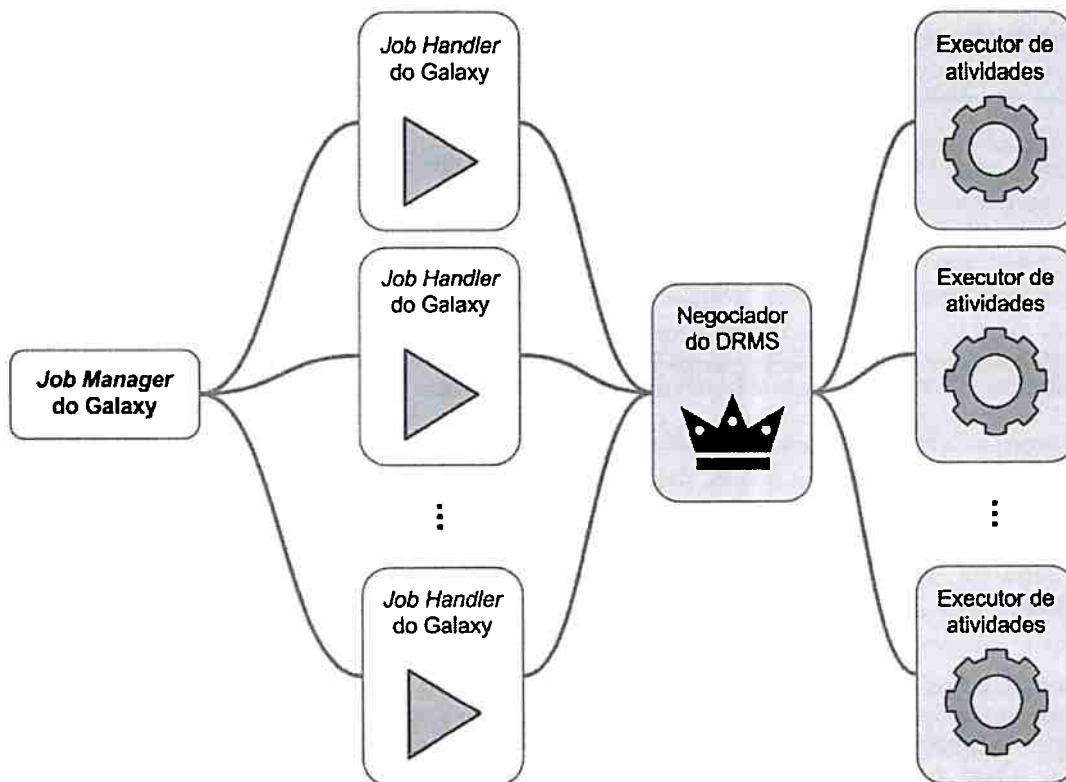 Job Manager
do Galaxy
Job Handler
do Galaxy
Job Handler
do Galaxy
...
Job Handler
do Galaxy
Negociador
do DRMS
Executor de
atividades
Executor de
atividades
...
Executor de
atividades